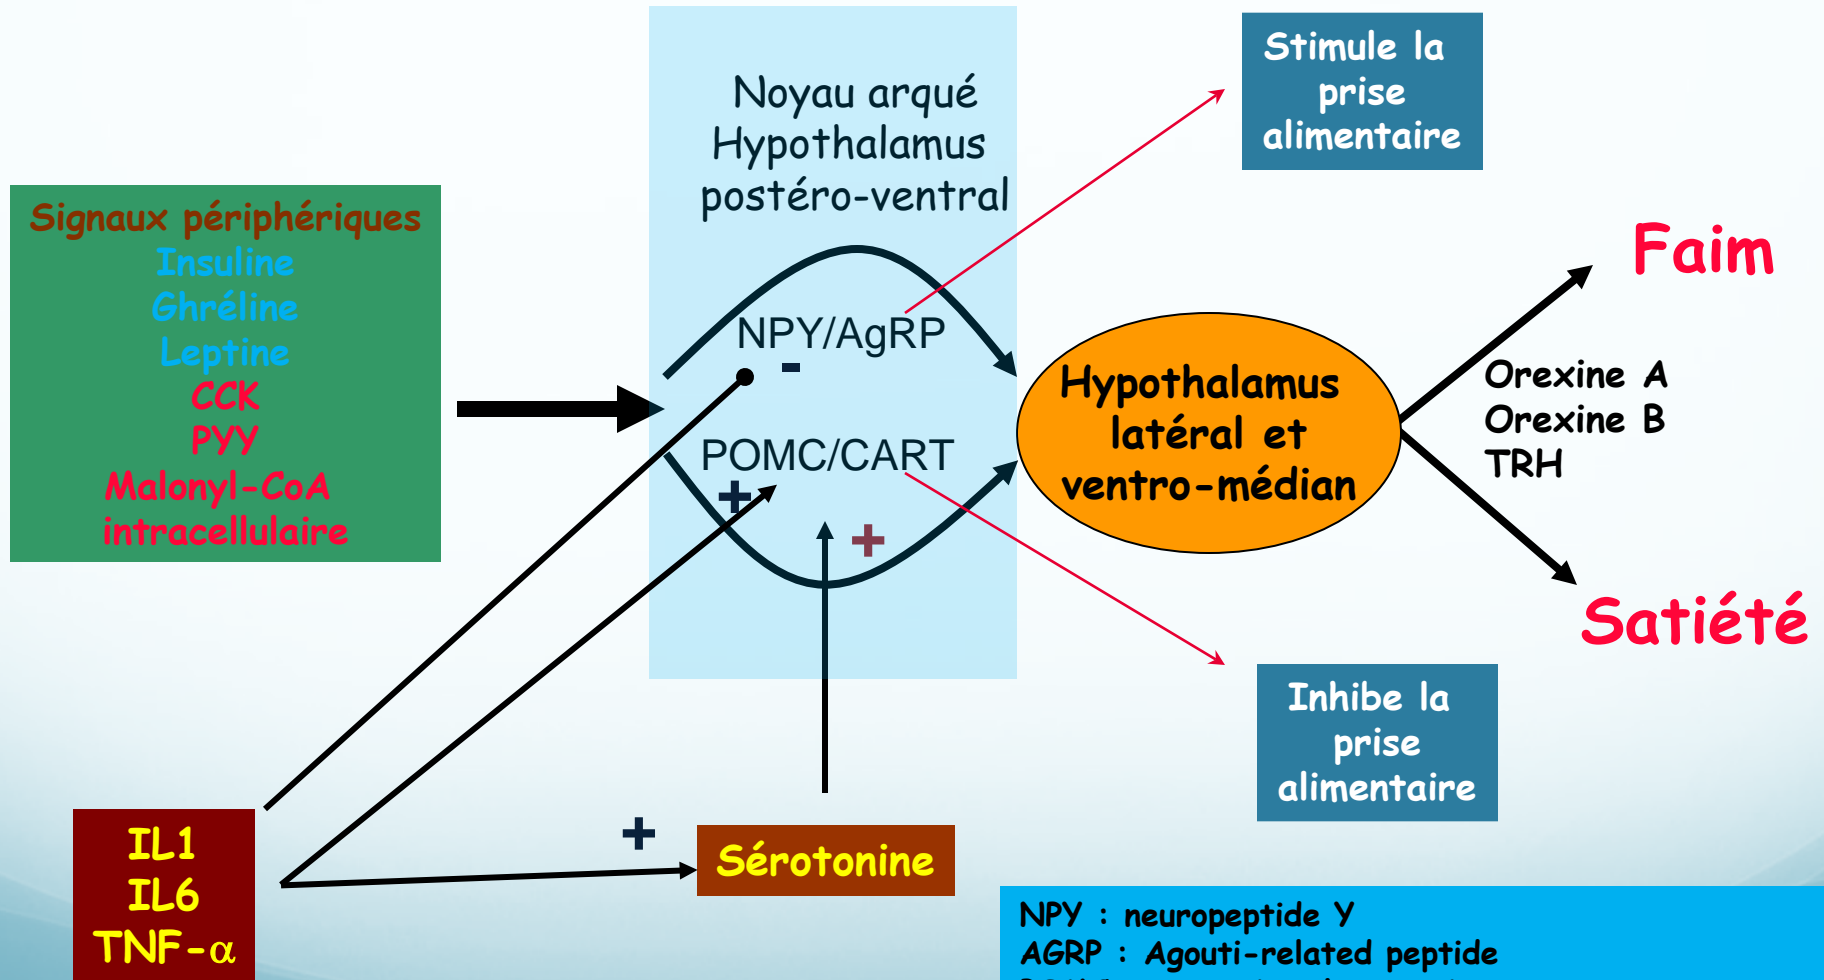 Noyau arqué
Hypothalamus
postéro-ventral
Stimule la
prise
alimentaire
Signaux périphériques
Insuline
Ghréline
Leptine
CCK
PYY
Malonyl-CoA
intracellulaire
NPY/AgRP
-
POMC/CART
+
+
Hypothalamus
latéral et
ventro-médian
Faim
Orexine A
Orexine B
TRH
Satiété
Inhibe la
prise
alimentaire
IL1
IL6
TNF-α
+
Sérotonine
NPY : neuropeptide Y
AGRP : Agouti-related peptide